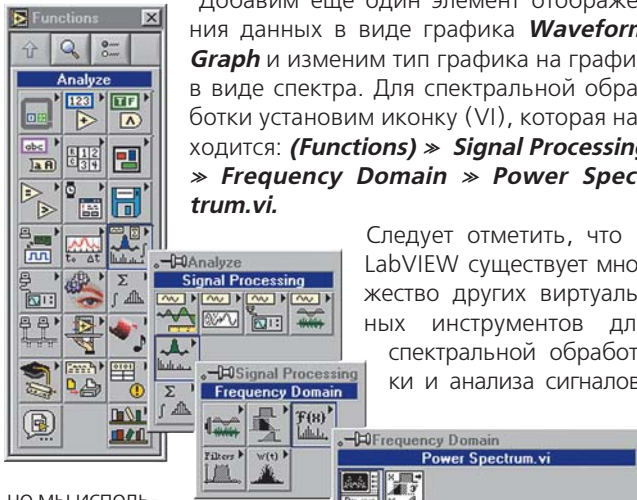 Functions
Analyze
Добавим еще один элемент отображе-
ния данных в виде графика Waveform
Graph и изменим тип графика на график
в виде спектра. Для спектральной обра-
ботки установим иконку (VI), которая на-
ходится: (Functions) » Signal Processing
» Frequency Domain » Power Spec-
trum.vi.
Следует отметить, что
LabVIEW существует мно-
жество других виртуаль-
ных инструментов дл
спектральной обработ-
ки и анализа сигналов
Analyze
Signal Processing
Signal Processing
Frequency Domain
F(H)
Filters W(t)
Frequency Domain
Power Spectrum.vi
но мы исполь-